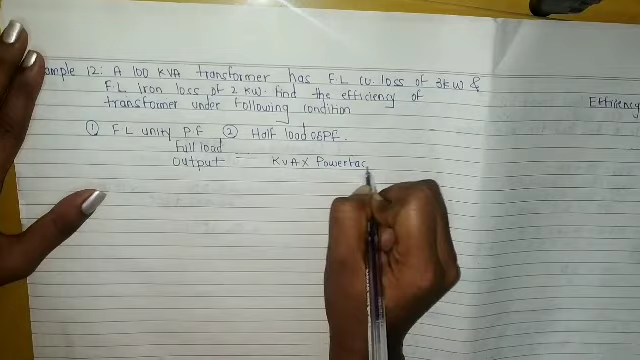 ample 12: A 100 KVA transformer has F.L cu. loss of 3kW &
F.L Iron loss of 2 kW. find the efficiency of
transformer under following condition
Efficiency
① F.L unity P.F ② Half load 0.8 P.F.
full load
output = KVA X Powerfac